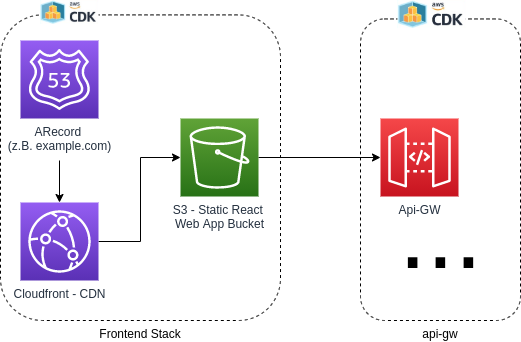 aws
CDK
aws
CDK
53
ARecord
(z.B. example.com)
S3 - Static React
Web App Bucket
Api-GW
Cloudfront - CDN
Frontend Stack
api-gw